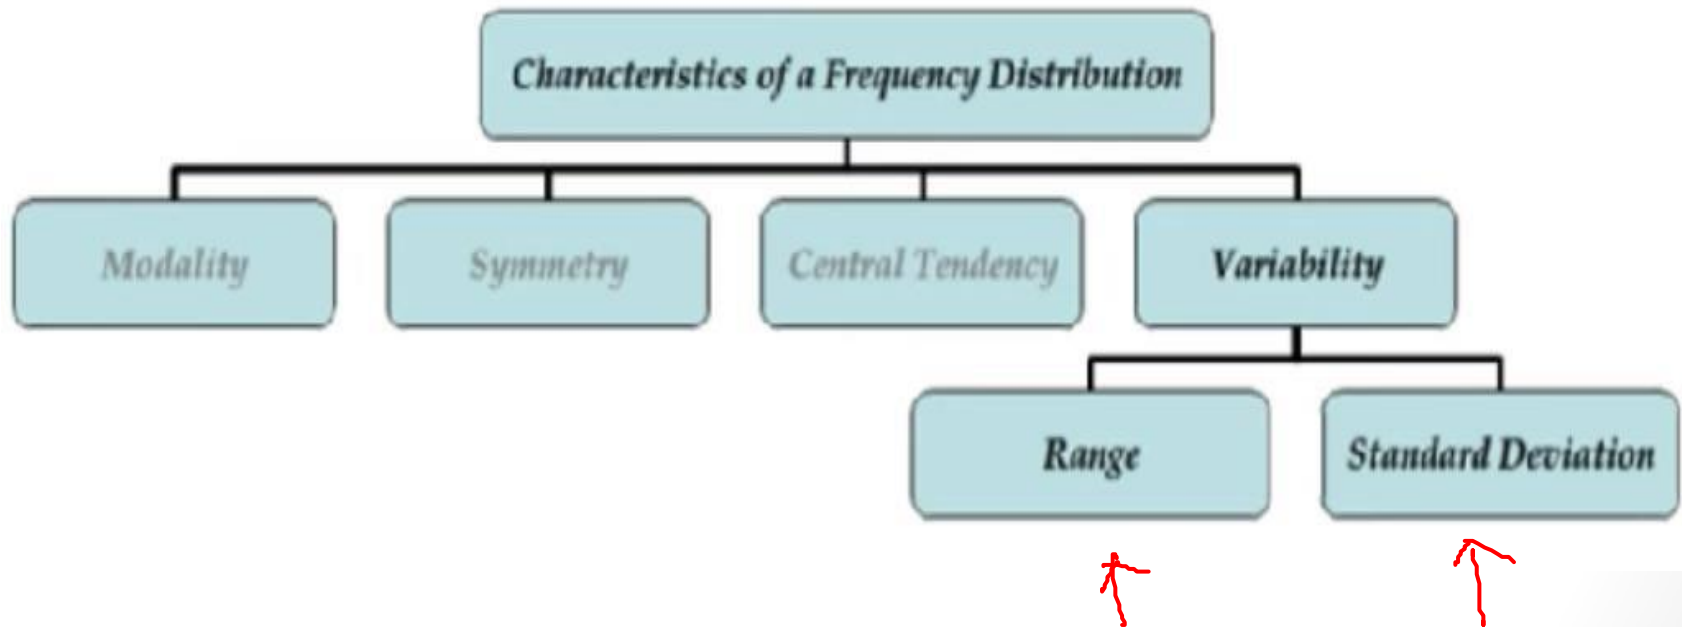 Characteristics of a Frequency Distribution
Modality
Symmetry
Central Tendency
Variability
Range
Standard Deviation